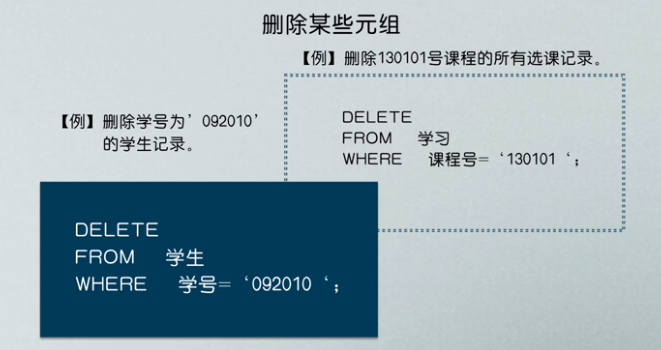 删除某些元组
【例】删除130101号课程的所有选课记录。
DELETE
FROM 学习
WHERE 课程号= ‘130101 ‘;
【例】删除学号为’092010’
的学生记录。
DELETE
FROM 学生
WHERE 学号= ‘092010 ‘;